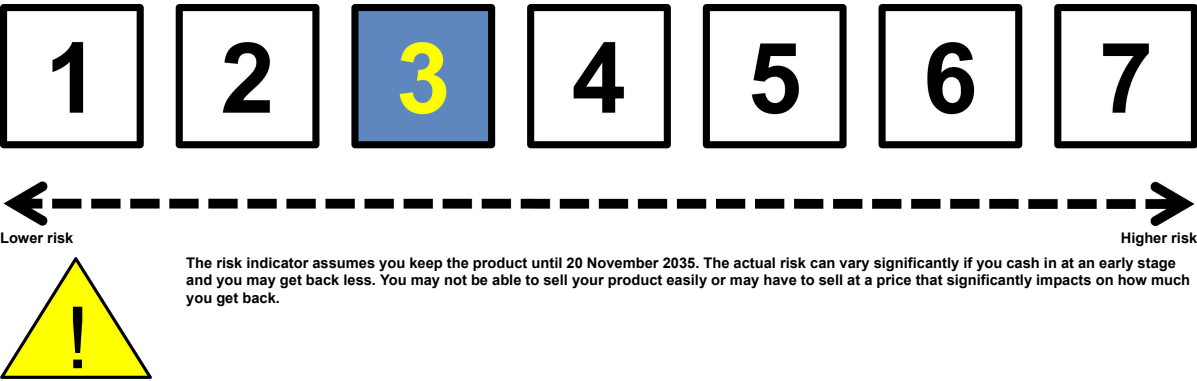 1 2 3 4 5 6 7
Lower risk Higher risk
The risk indicator assumes you keep the product until 20 November 2035. The actual risk can vary significantly if you cash in at an early stage
and you may get back less. You may not be able to sell your product easily or may have to sell at a price that significantly impacts on how much
you get back.
!